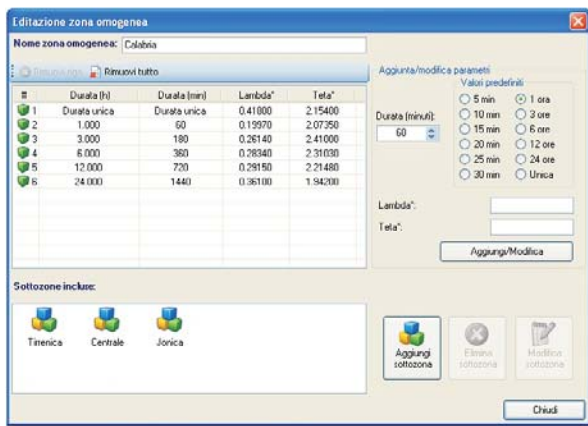 Editazione zona omogenea
Nome zona omogenea: Calabria
Rimuovi tutto
# Durata (h) Durata (min) Lambda* Teta*
1 Durata unica Durata unica 0.41800 2.15400
2 1.000 60 0.19970 2.07350
3 3.000 180 0.26140 2.41000
4 6.000 360 0.28340 2.31030
5 12.000 720 0.29150 2.21480
6 24.000 1440 0.36100 1.94200
Aggiunta/modifica parametri
Valori predefiniti
Durata (minuti):
60
5 min 1 ora
10 min 3 ore
15 min 6 ore
20 min 12 ore
25 min 24 ore
30 min Unica
Lambda*:
Teta*:
Aggiungi/Modifica
Sottozone incluse:
Tirrenica Centrale Jonica
Aggiungi sottozona
Elimina sottozona
Modifica sottozona
Chiudi